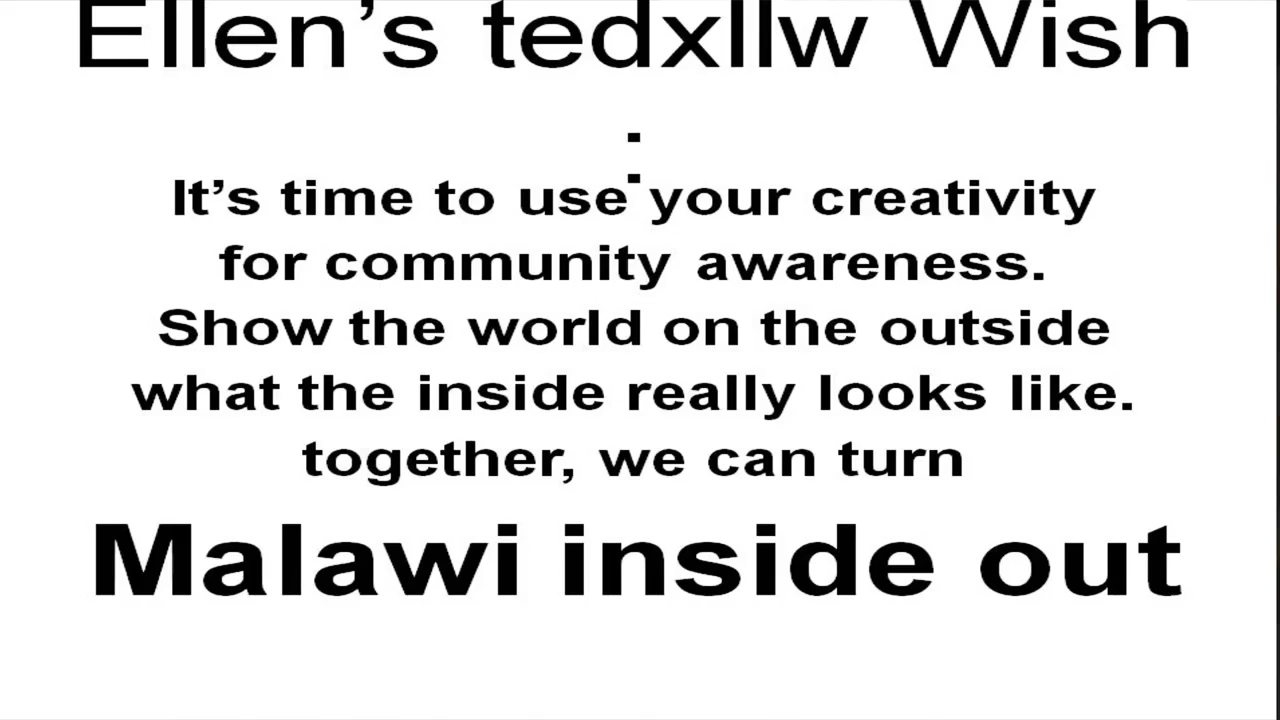 Ellen’s tedxllw Wish
:
It’s time to use your creativity
for community awareness.
Show the world on the outside
what the inside really looks like.
together, we can turn
Malawi inside out